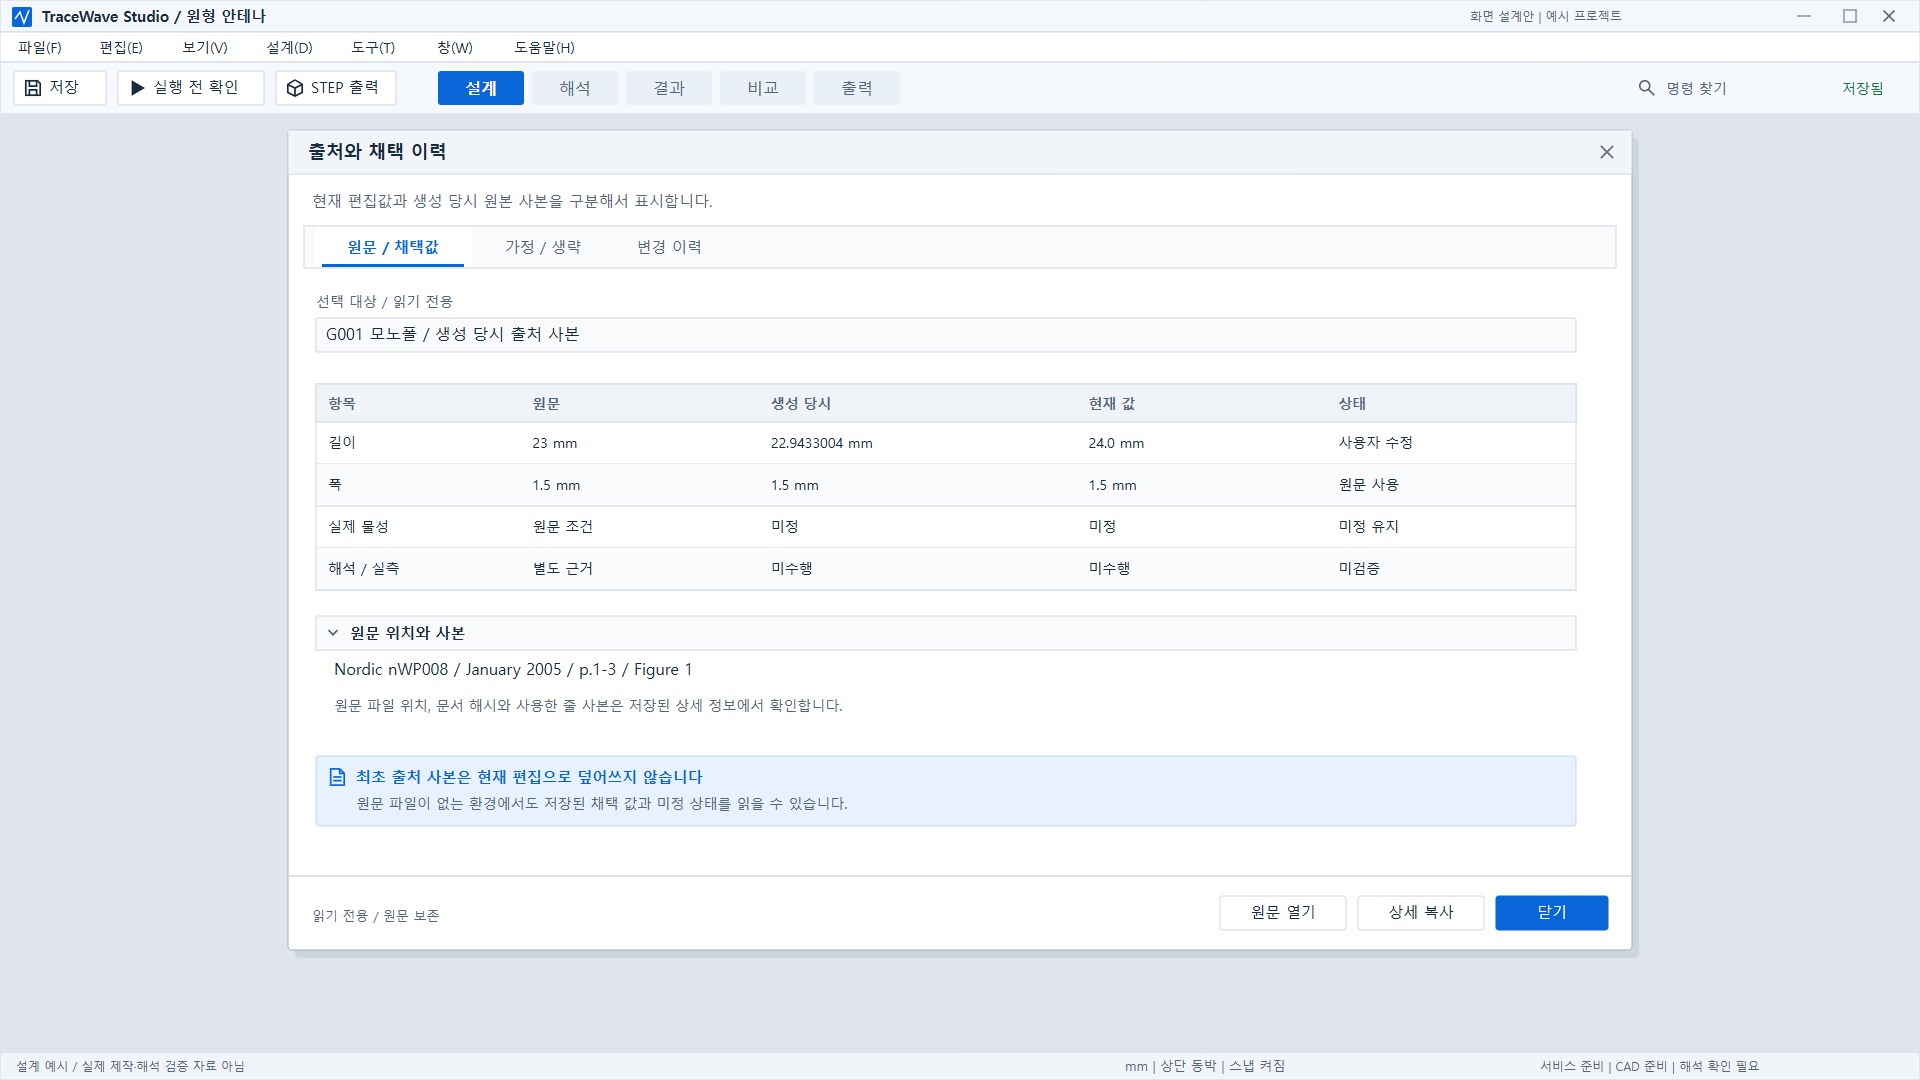 TraceWave Studio / 원형 안테나
화면 설계안 | 예시 프로젝트
파일(F) 편집(E) 보기(V) 설계(D) 도구(T) 창(W) 도움말(H)
저장 실행 전 확인 STEP 출력 설계 해석 결과 비교 출력 명령 찾기 저장됨
출처와 채택 이력
현재 편집값과 생성 당시 원본 사본을 구분해서 표시합니다.
원문 / 채택값 가정 / 생략 변경 이력
선택 대상 / 읽기 전용
G001 모노폴 / 생성 당시 출처 사본
항목 원문 생성 당시 현재 값 상태
길이 23 mm 22.9433004 mm 24.0 mm 사용자 수정
폭 1.5 mm 1.5 mm 1.5 mm 원문 사용
실제 물성 원문 조건 미정 미정 미정 유지
해석 / 실측 별도 근거 미수행 미수행 미검증
원문 위치와 사본
Nordic nWP008 / January 2005 / p.1-3 / Figure 1
원문 파일 위치, 문서 해시와 사용한 줄 사본은 저장된 상세 정보에서 확인합니다.
최초 출처 사본은 현재 편집으로 덮어쓰지 않습니다
원문 파일이 없는 환경에서도 저장된 채택 값과 미정 상태를 읽을 수 있습니다.
읽기 전용 / 원문 보존
원문 열기 상세 복사 닫기
설계 예시 / 실제 제작·해석 검증 자료 아님
mm | 상단 동박 | 스냅 켜짐
서비스 준비 | CAD 준비 | 해석 확인 필요